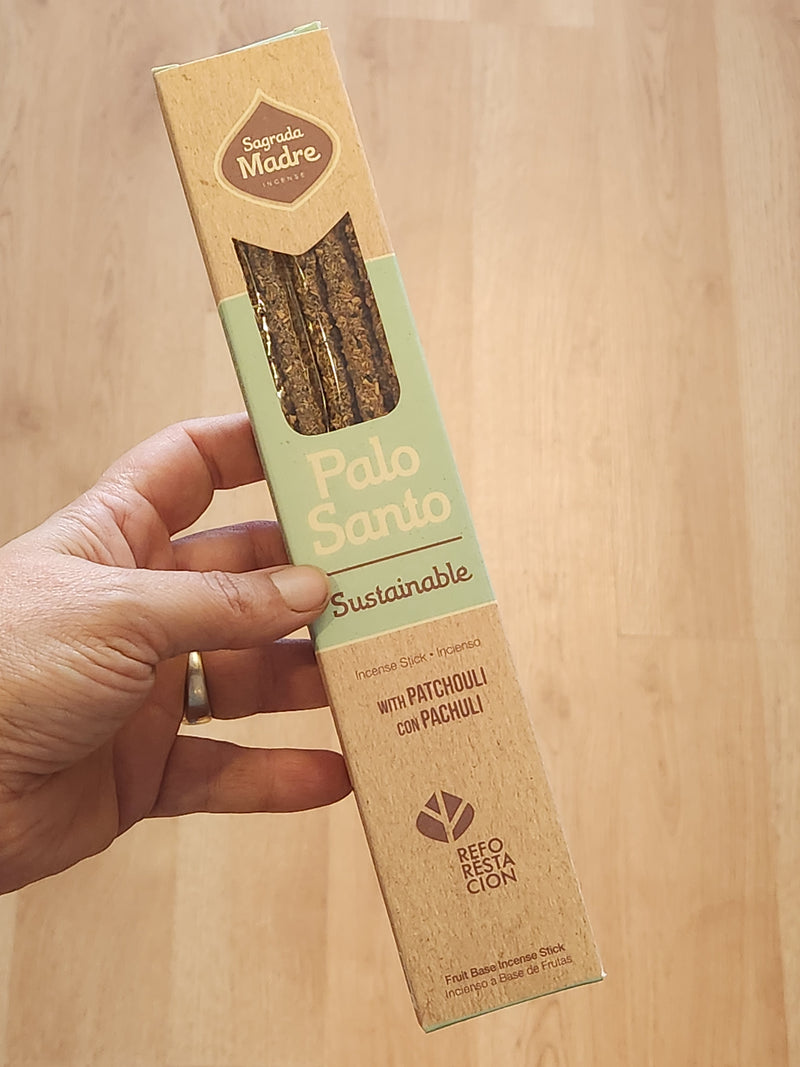 Sagrada
Madre
INCENSE
Palo
Santo
Sustainable
Incense Stick • Incienso
WITH PATCHOULI
CON PACHULI
REFO
RESTA
CION
Fruit Base Incense Stick
Incienso a Base de Frutas